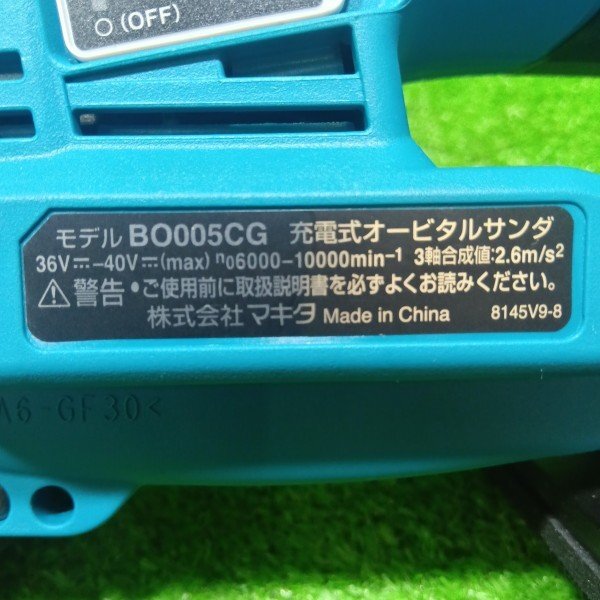 ○(OFF)
モデル BO005CG 充電式オービタルサンダ
36V⎓-40V⎓(max) n₀6000-10000min⁻¹ 3軸合成値:2.6m/s²
⚠警告 •ご使用前に取扱説明書を必ずよくお読みください。
株式会社 マキタ Made in China 8145V9-8
A6-GF30<